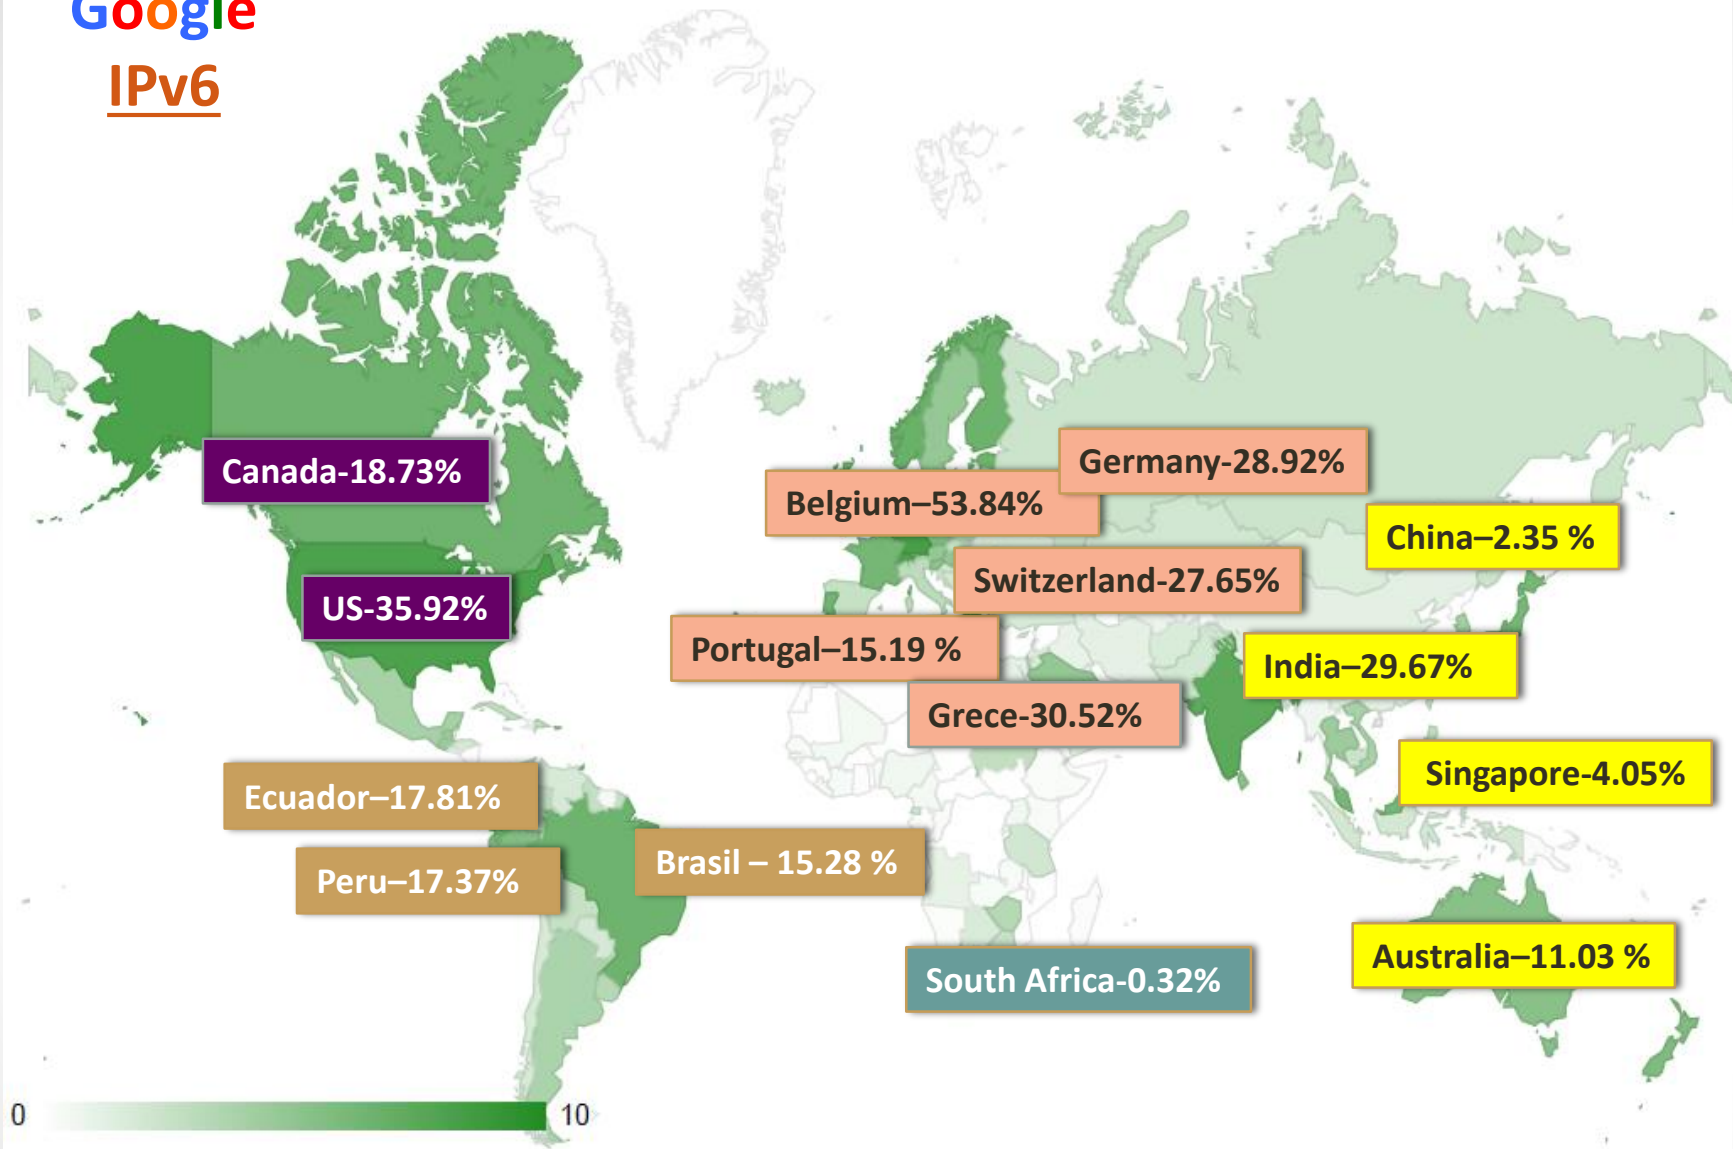 Google
IPv6
Canada-18.73%
US-35.92%
Belgium–53.84%
Germany-28.92%
China–2.35 %
Switzerland-27.65%
Portugal–15.19 %
India–29.67%
Grece-30.52%
Singapore-4.05%
Ecuador–17.81%
Brasil – 15.28 %
Peru–17.37%
Australia–11.03 %
South Africa-0.32%
0
10